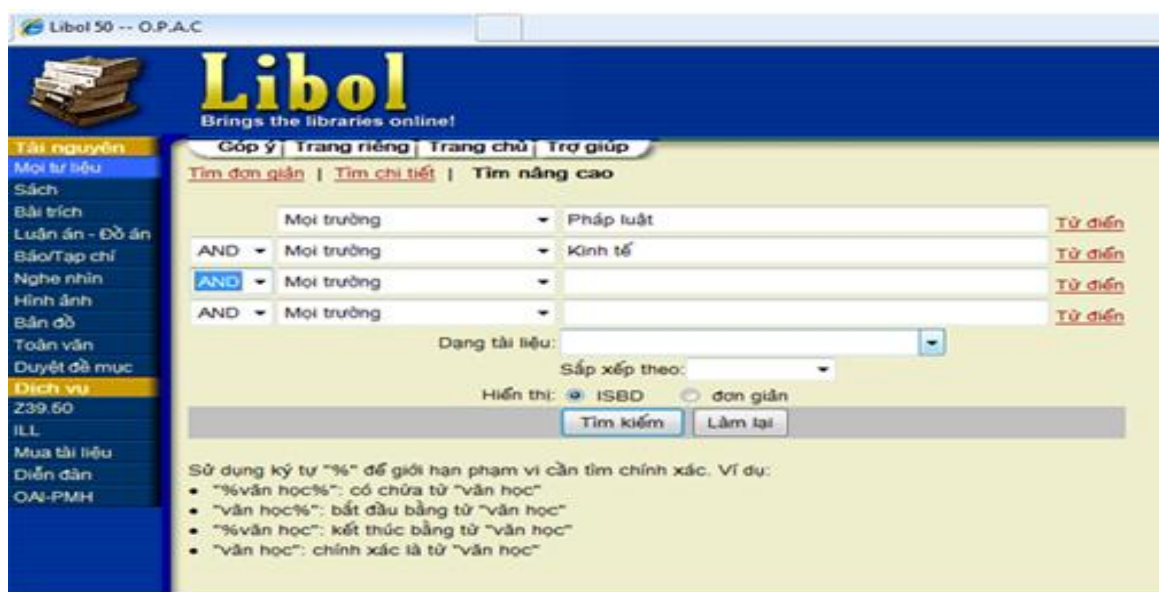 Libol 50 -- O.P.A.C
Libol
Brings the libraries online!
Góp ý Trang riêng Trang chủ Trợ giúp
Tìm đơn giản | Tìm chi tiết | Tìm nâng cao
Tài nguyên
Mọi tư liệu
Sách
Bài trích
Luận án - Đồ án
Báo/Tạp chí
Nghe nhìn
Hình ảnh
Bản đồ
Toàn văn
Duyệt đề mục
Dịch vụ
Z39.50
ILL
Mua tài liệu
Diễn đàn
OAI-PMH
Mọi trường Pháp luật Từ điển
AND Mọi trường Kinh tế Từ điển
AND Mọi trường Từ điển
AND Mọi trường Từ điển
Dạng tài liệu:
Sắp xếp theo:
Hiển thị: ISBD đơn giản
Tìm kiếm Làm lại
Sử dụng ký tự "%" để giới hạn phạm vi cần tìm chính xác. Ví dụ:
• "%văn học%": có chứa từ "văn học"
• "văn học%": bắt đầu bằng từ "văn học"
• "%văn học": kết thúc bằng từ "văn học"
• "văn học": chính xác là từ "văn học"